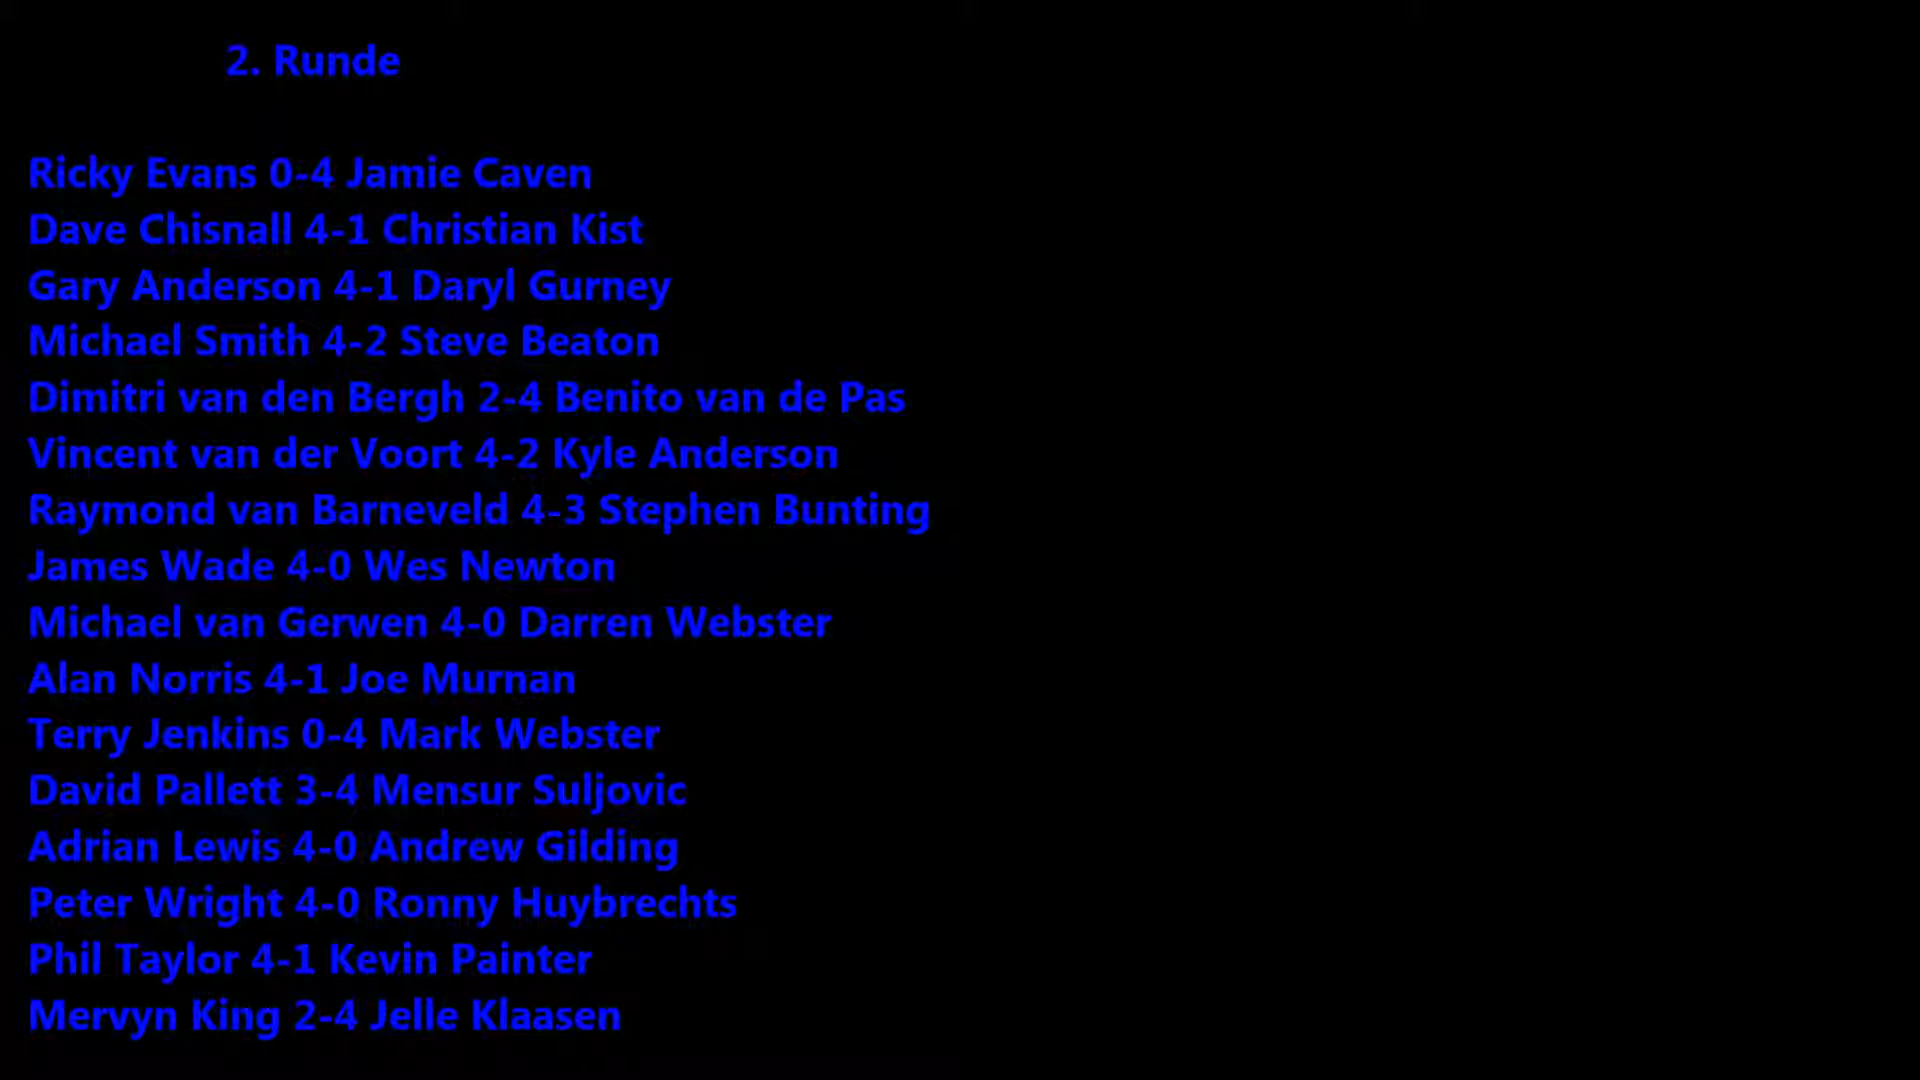 2. Runde
Ricky Evans 0-4 Jamie Caven
Dave Chisnall 4-1 Christian Kist
Gary Anderson 4-1 Daryl Gurney
Michael Smith 4-2 Steve Beaton
Dimitri van den Bergh 2-4 Benito van de Pas
Vincent van der Voort 4-2 Kyle Anderson
Raymond van Barneveld 4-3 Stephen Bunting
James Wade 4-0 Wes Newton
Michael van Gerwen 4-0 Darren Webster
Alan Norris 4-1 Joe Murnan
Terry Jenkins 0-4 Mark Webster
David Pallett 3-4 Mensur Suljovic
Adrian Lewis 4-0 Andrew Gilding
Peter Wright 4-0 Ronny Huybrechts
Phil Taylor 4-1 Kevin Painter
Mervyn King 2-4 Jelle Klaasen